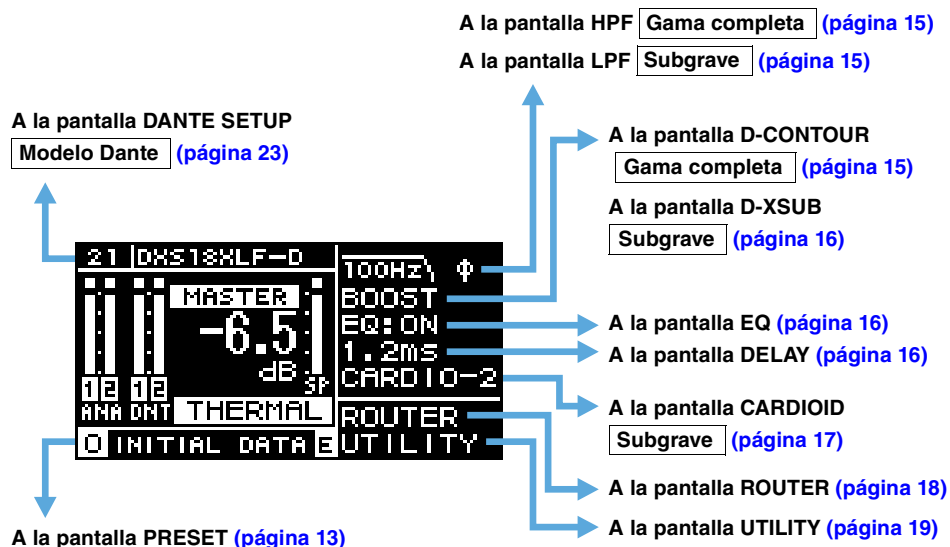 A la pantalla HPF Gama completa (página 15)
A la pantalla LPF Subgrave (página 15)
A la pantalla DANTE SETUP
Modelo Dante (página 23)
A la pantalla D-CONTOUR
Gama completa (página 15)
A la pantalla D-XSUB
Subgrave (página 16)
21 DXS18XLF-D
MASTER
-6.5
dB
SP
1 2 1 2
ANA DNT THERMAL
0 INITIAL DATA E
100Hz ϕ
BOOST
EQ:ON
1.2ms
CARDIO-2
ROUTER
UTILITY
A la pantalla EQ (página 16)
A la pantalla DELAY (página 16)
A la pantalla CARDIOID
Subgrave (página 17)
A la pantalla ROUTER (página 18)
A la pantalla UTILITY (página 19)
A la pantalla PRESET (página 13)